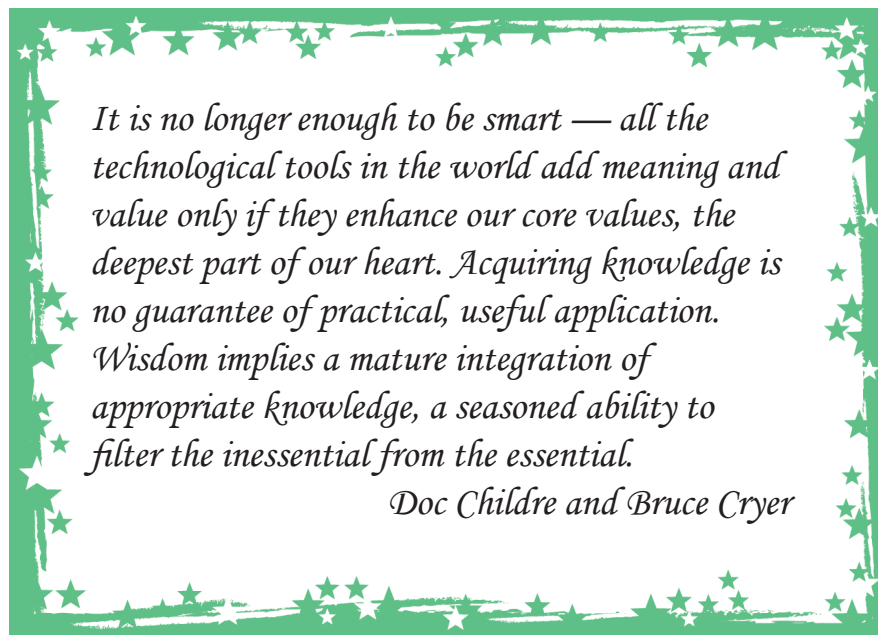 It is no longer enough to be smart — all the
technological tools in the world add meaning and
value only if they enhance our core values, the
deepest part of our heart. Acquiring knowledge is
no guarantee of practical, useful application.
Wisdom implies a mature integration of
appropriate knowledge, a seasoned ability to
filter the inessential from the essential.
Doc Childre and Bruce Cryer